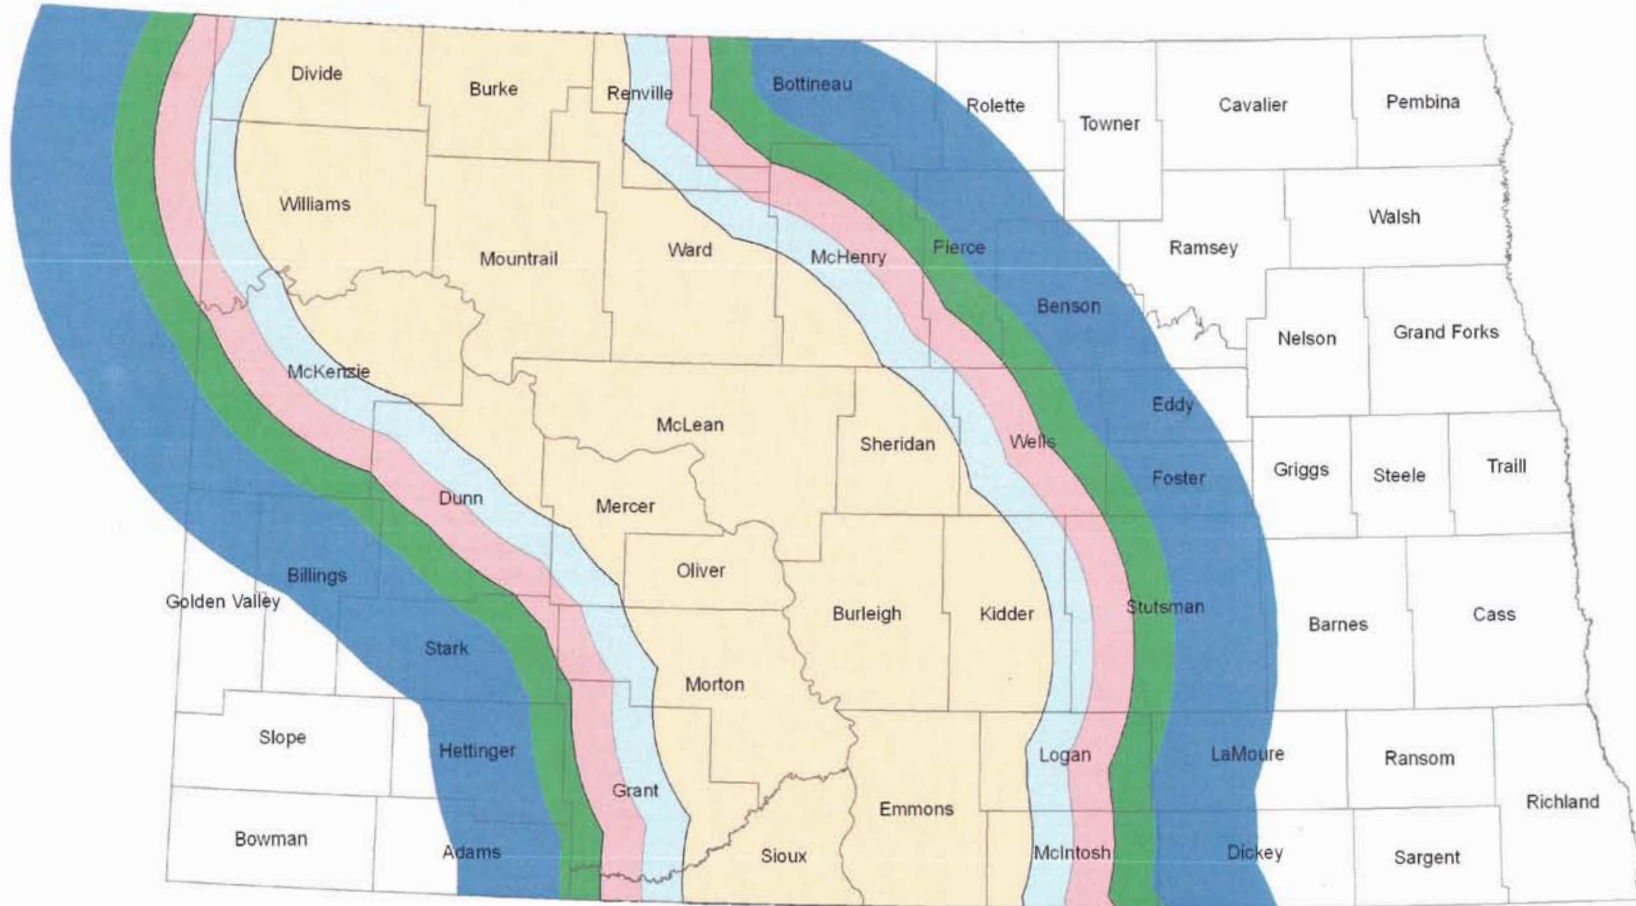 Divide
Burke
Renville
Bottineau
Rolette
Towner
Cavalier
Pembina
Williams
Mountrail
Ward
McHenry
Pierce
Benson
Ramsey
Walsh
Nelson
Grand Forks
McKenzie
McLean
Sheridan
Wells
Eddy
Foster
Griggs
Steele
Traill
Dunn
Mercer
Oliver
Billings
Golden Valley
Stark
Morton
Burleigh
Kidder
Stutsman
Barnes
Cass
Slope
Hettinger
Grant
Emmons
Logan
LaMoure
Ransom
Richland
Bowman
Adams
Sioux
McIntosh
Dickey
Sargent